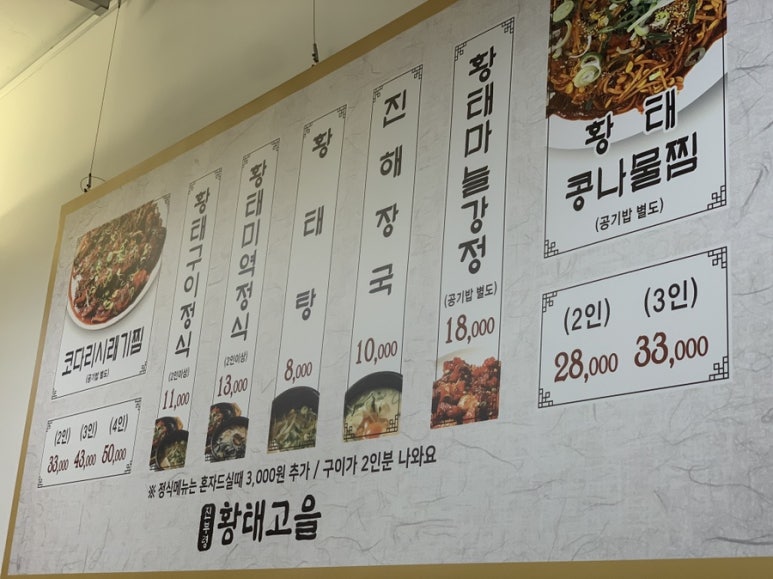 코다리시레기찜
(공기밥 별도)
(2인) (3인) (4인)
33,000 43,000 50,000
황태구이정식
(2인이상)
11,000
황태미역정식
(2인이상)
13,000
황태탕
8,000
진해장국
10,000
황태마늘강정
(공기밥 별도)
18,000
황태
콩나물찜
(공기밥 별도)
(2인) (3인)
28,000 33,000
※ 정식메뉴는 혼자드실때 3,000원 추가 / 구이가 2인분 나와요
진부령 황태고을